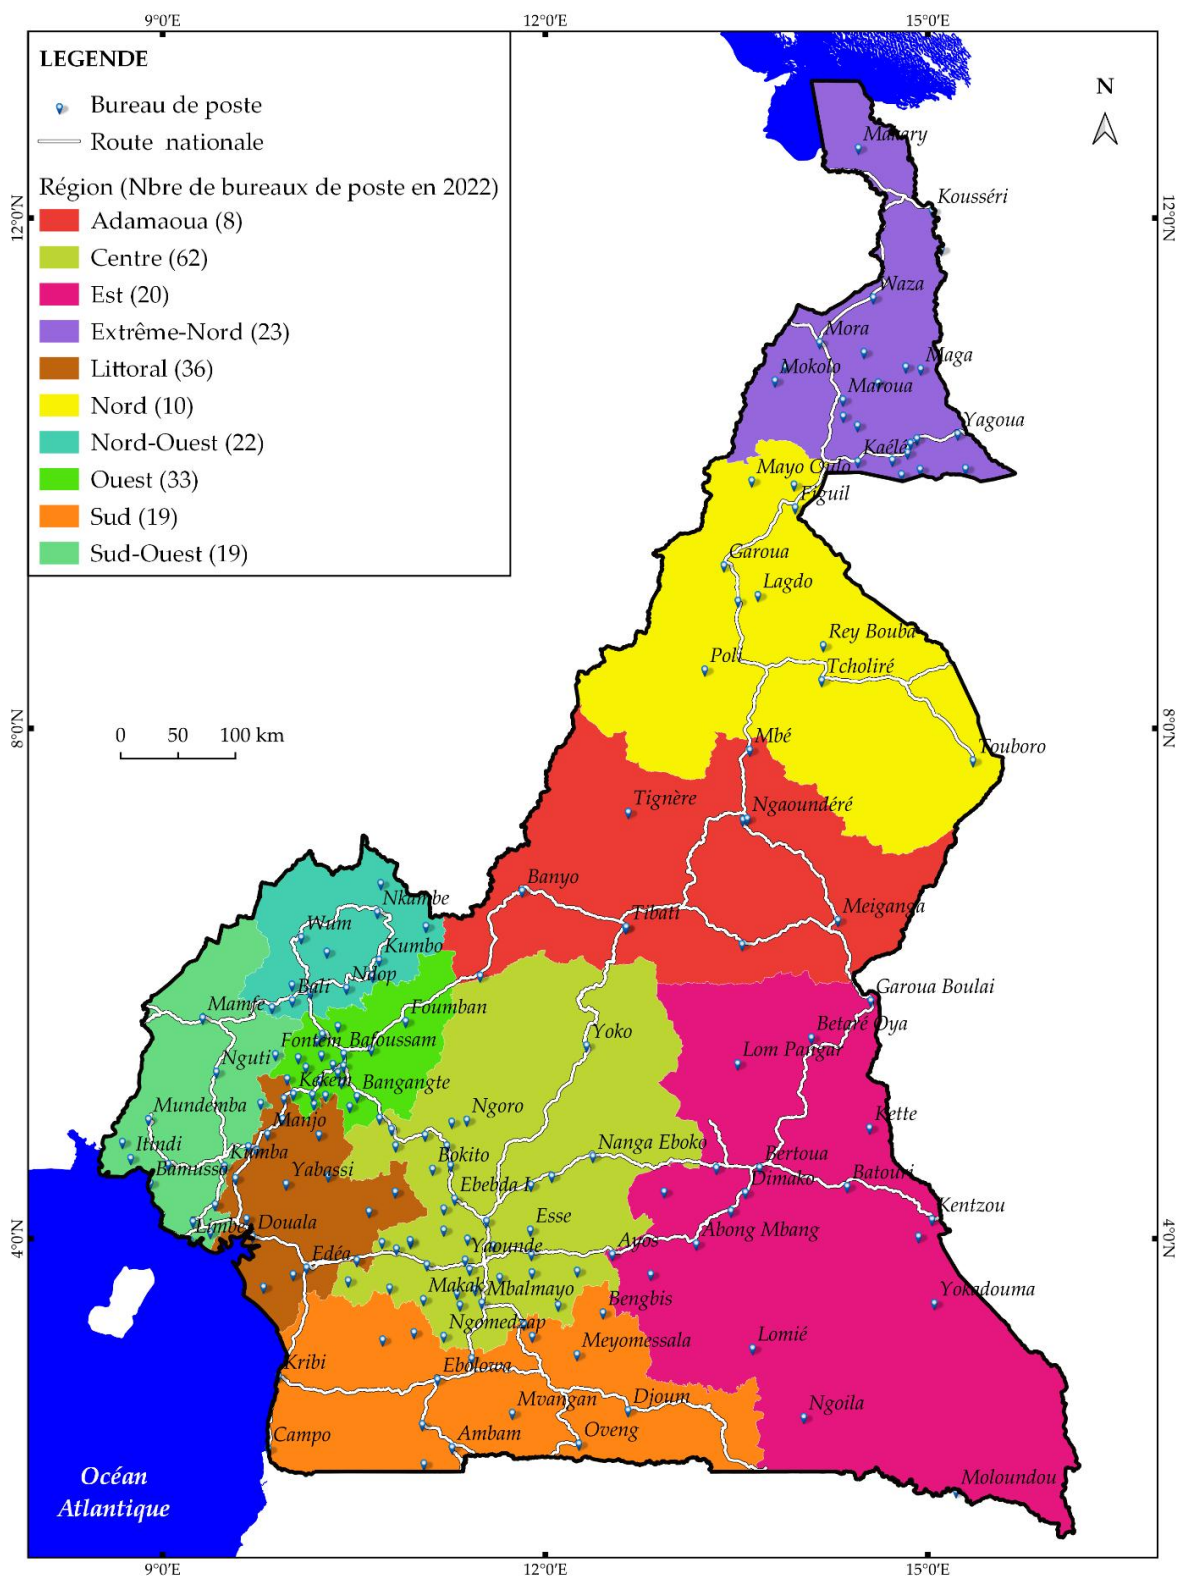 9°0'E
12°0'E
15°0'E
LEGENDE
Bureau de poste
Route nationale
Région (Nbre de bureaux de poste en 2022)
Adamaoua (8)
Centre (62)
Est (20)
Extrême-Nord (23)
Littoral (36)
Nord (10)
Nord-Ouest (22)
Ouest (33)
Sud (19)
Sud-Ouest (19)
N
12°0'N
12°0'N
Makary
Kousséri
Waza
Mora
Maga
Mokolo
Maroua
Yagoua
Kaélé
Mayo Oulo
Figuil
Garoua
Lagdo
Rey Bouba
Poli
Tcholiré
8°0'N
8°0'N
0 50 100 km
Mbé
Touboro
Tignère
Ngaoundéré
Banyo
Nkambe
Meiganga
Wum
Tibati
Kumbo
Ndop
Bali
Garoua Boulai
Mamfe
Foumban
Betaré Oya
Yoko
Fontem
Bafoussam
Lom Pangar
Nguti
Kekem
Bangangte
Mundemba
Ngoro
Kette
Manjo
Itindi
Kumba
Nanga Eboko
Bamusso
Bokito
Bertoua
Yabassi
Dimako
Batouri
Ebebda I
Kentzou
Limbe
Douala
Esse
Abong Mbang
4°0'N
4°0'N
Yaounde
Ayos
Edéa
Makak
Mbalmayo
Yokadouma
Bengbis
Ngomedzap
Meyomessala
Lomié
Kribi
Ebolowa
Mvangan
Djoum
Ngoila
Campo
Ambam
Oveng
Océan
Atlantique
Moloundou
9°0'E
12°0'E
15°0'E